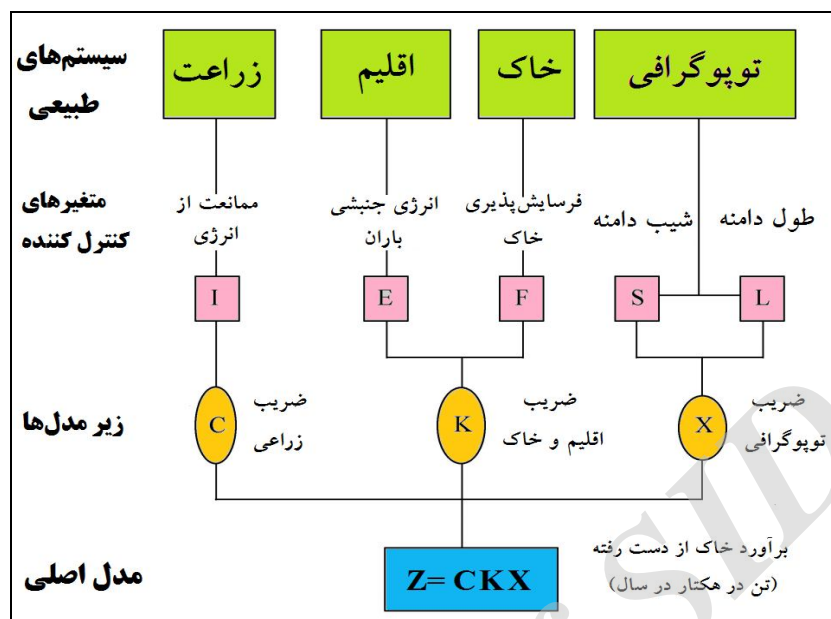 سیستم‌های
طبیعی
توپوگرافی
خاک
اقلیم
زراعت
متغیرهای
کنترل کننده
طول دامنه
شیب دامنه
فرسایش‌پذیری
خاک
انرژی جنبشی
باران
ممانعت از
انرژی
L
S
F
E
I
زیر مدل‌ها
ضریب
توپوگرافی
X
ضریب
اقلیم و خاک
K
ضریب
زراعی
C
مدل اصلی
برآورد خاک از دست رفته
(تن در هکتار در سال)
Z= CKX
SID